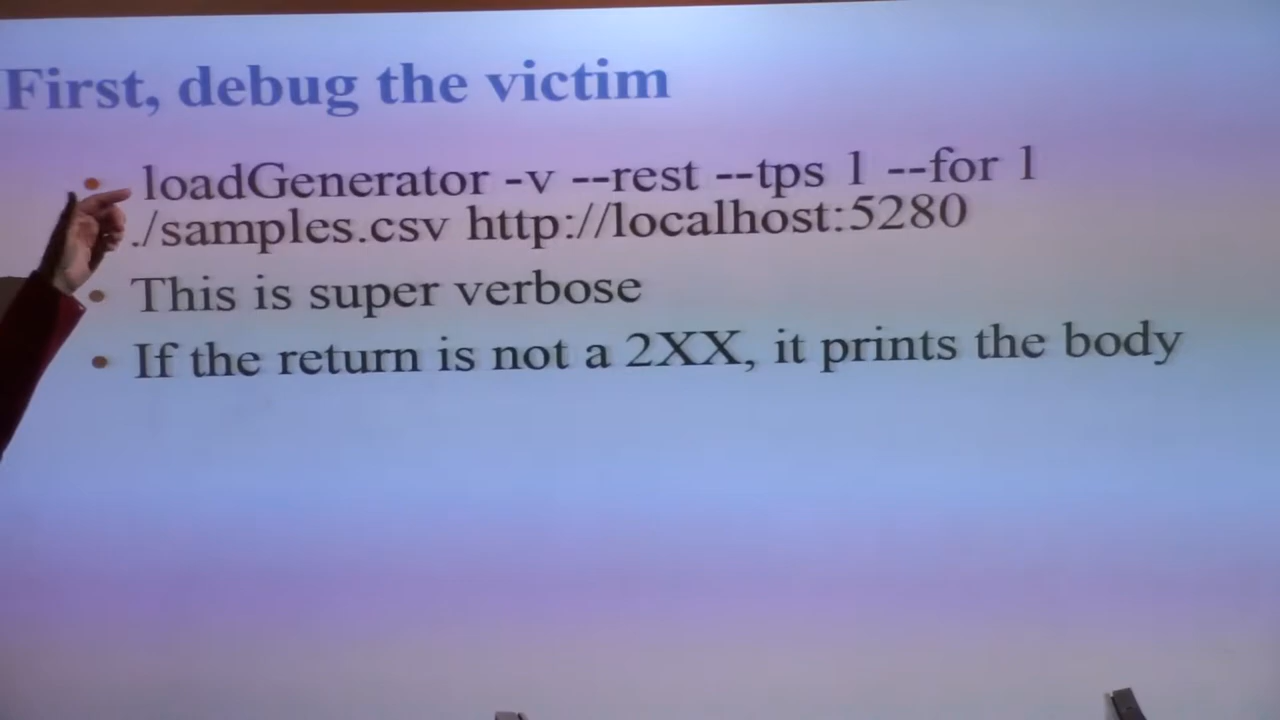 First, debug the victim
• loadGenerator -v --rest --tps 1 --for 1
./samples.csv http://localhost:5280
• This is super verbose
• If the return is not a 2XX, it prints the body